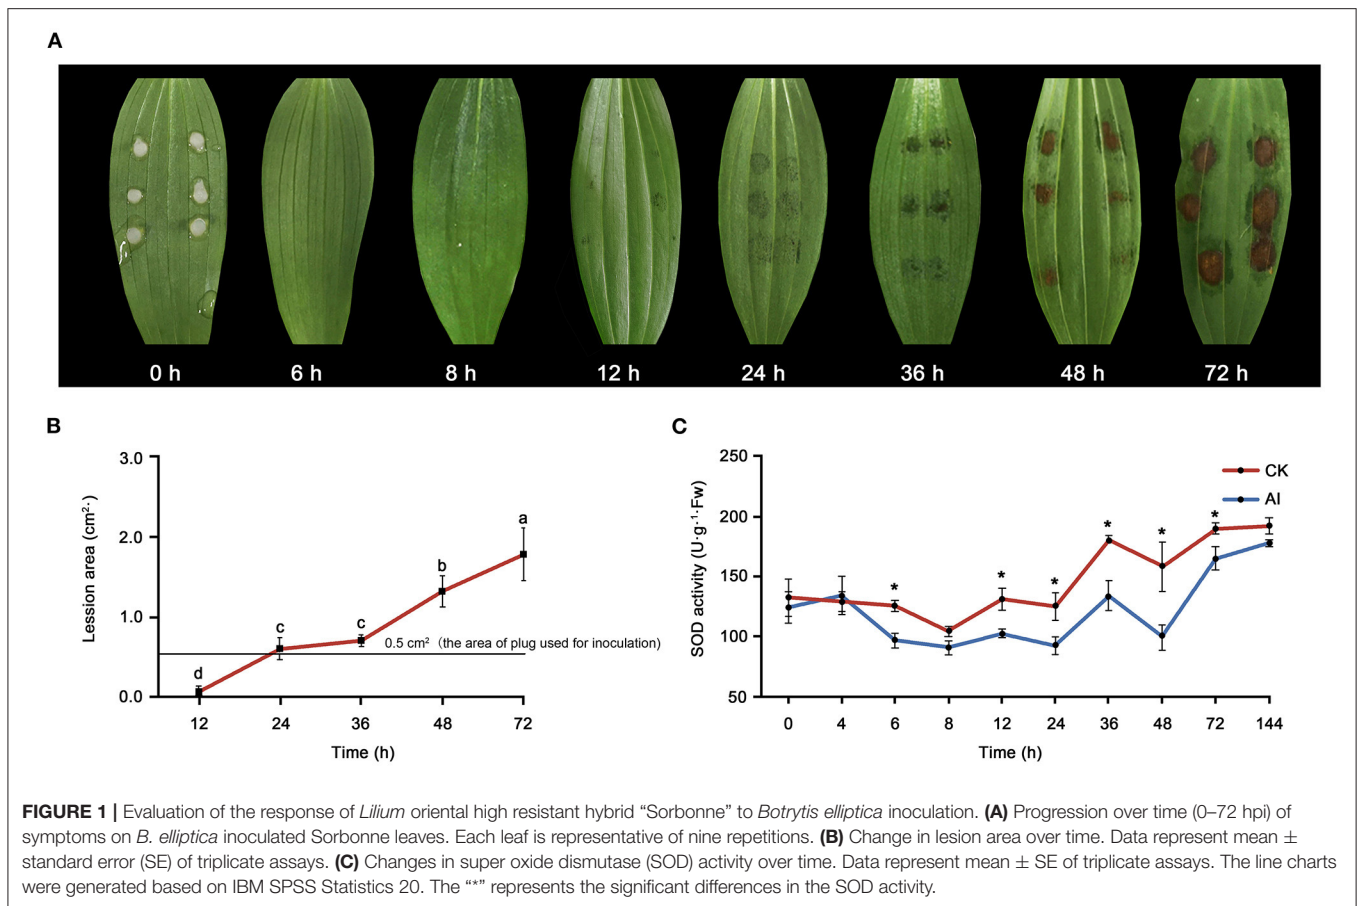 A
0 h 6 h 8 h 12 h 24 h 36 h 48 h 72 h
B
Lession area (cm²·)
3.0
2.0
1.0
0.0
d
c
c
b
a
0.5 cm² (the area of plug used for inoculation)
12 24 36 48 72
Time (h)
C
SOD activity (U·g⁻¹·Fw)
250
200
150
100
50
CK
AI
* * * * * *
0 4 6 8 12 24 36 48 72 144
Time (h)
FIGURE 1 | Evaluation of the response of Lilium oriental high resistant hybrid “Sorbonne” to Botrytis elliptica inoculation. (A) Progression over time (0–72 hpi) of
symptoms on B. elliptica inoculated Sorbonne leaves. Each leaf is representative of nine repetitions. (B) Change in lesion area over time. Data represent mean ±
standard error (SE) of triplicate assays. (C) Changes in super oxide dismutase (SOD) activity over time. Data represent mean ± SE of triplicate assays. The line charts
were generated based on IBM SPSS Statistics 20. The “*” represents the significant differences in the SOD activity.